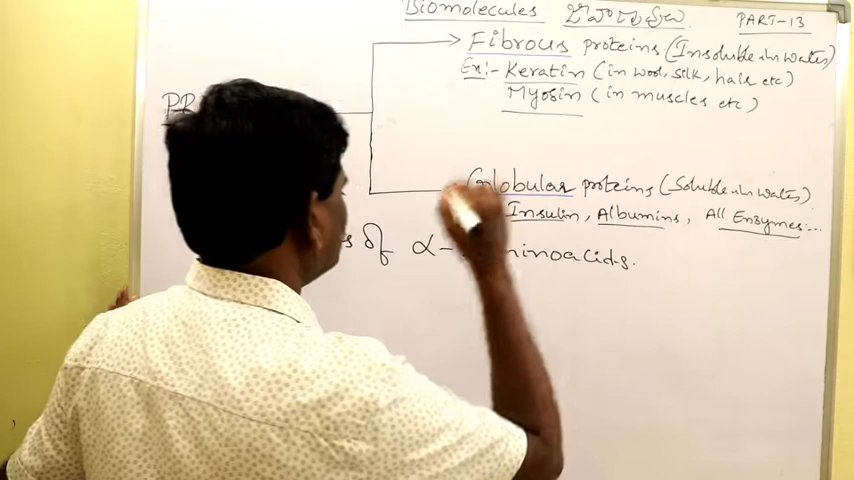 Biomolecules జీవాణువులు PART-13
PR
Fibrous proteins (Insoluble in water)
Ex:- Keratin (in wool, silk, hair etc)
Myosin (in muscles etc)
Globular proteins (Soluble in water)
Insulin, Albumins, All Enzymes...
of α- minoacids.